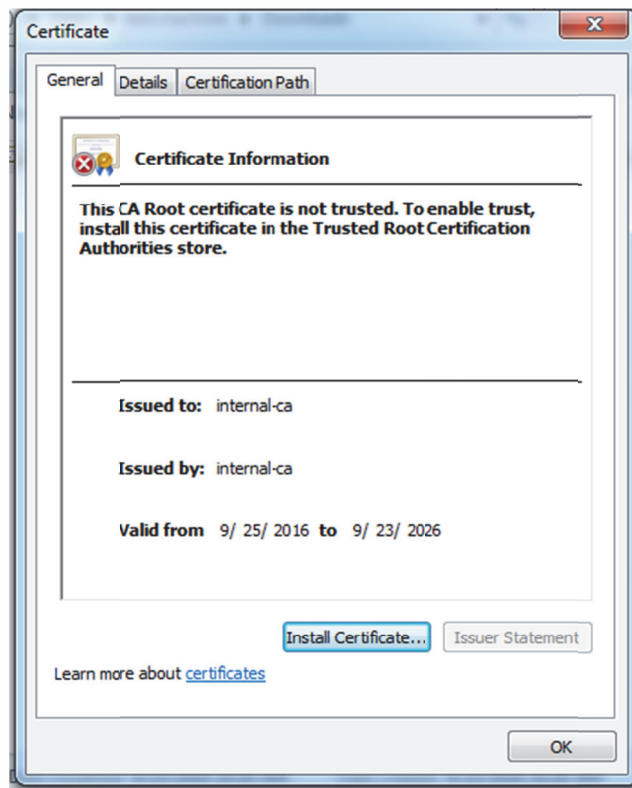 Certificate
General Details Certification Path
Certificate Information
This CA Root certificate is not trusted. To enable trust,
install this certificate in the Trusted Root Certification
Authorities store.
Issued to: internal-ca
Issued by: internal-ca
Valid from 9/ 25/ 2016 to 9/ 23/ 2026
Install Certificate... Issuer Statement
Learn more about certificates
OK